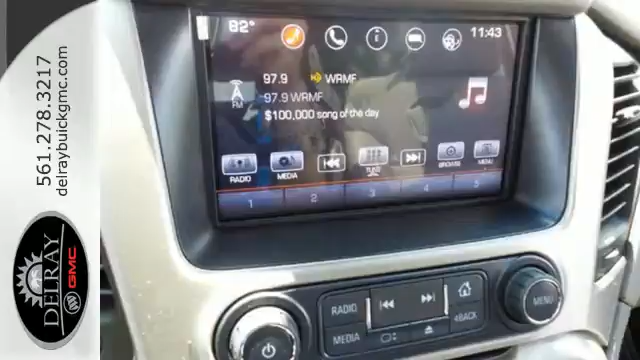 561.278.3217
delraybuickgmc.com
DELRAY
GMC
82°
11:43
97.9 WRMF
FM
97.9 WRMF
$100,000 song of the day
RADIO
MEDIA
TUNE
BROWSE
MENU
1 2 3 4 5
RADIO
MEDIA
BACK
MENU